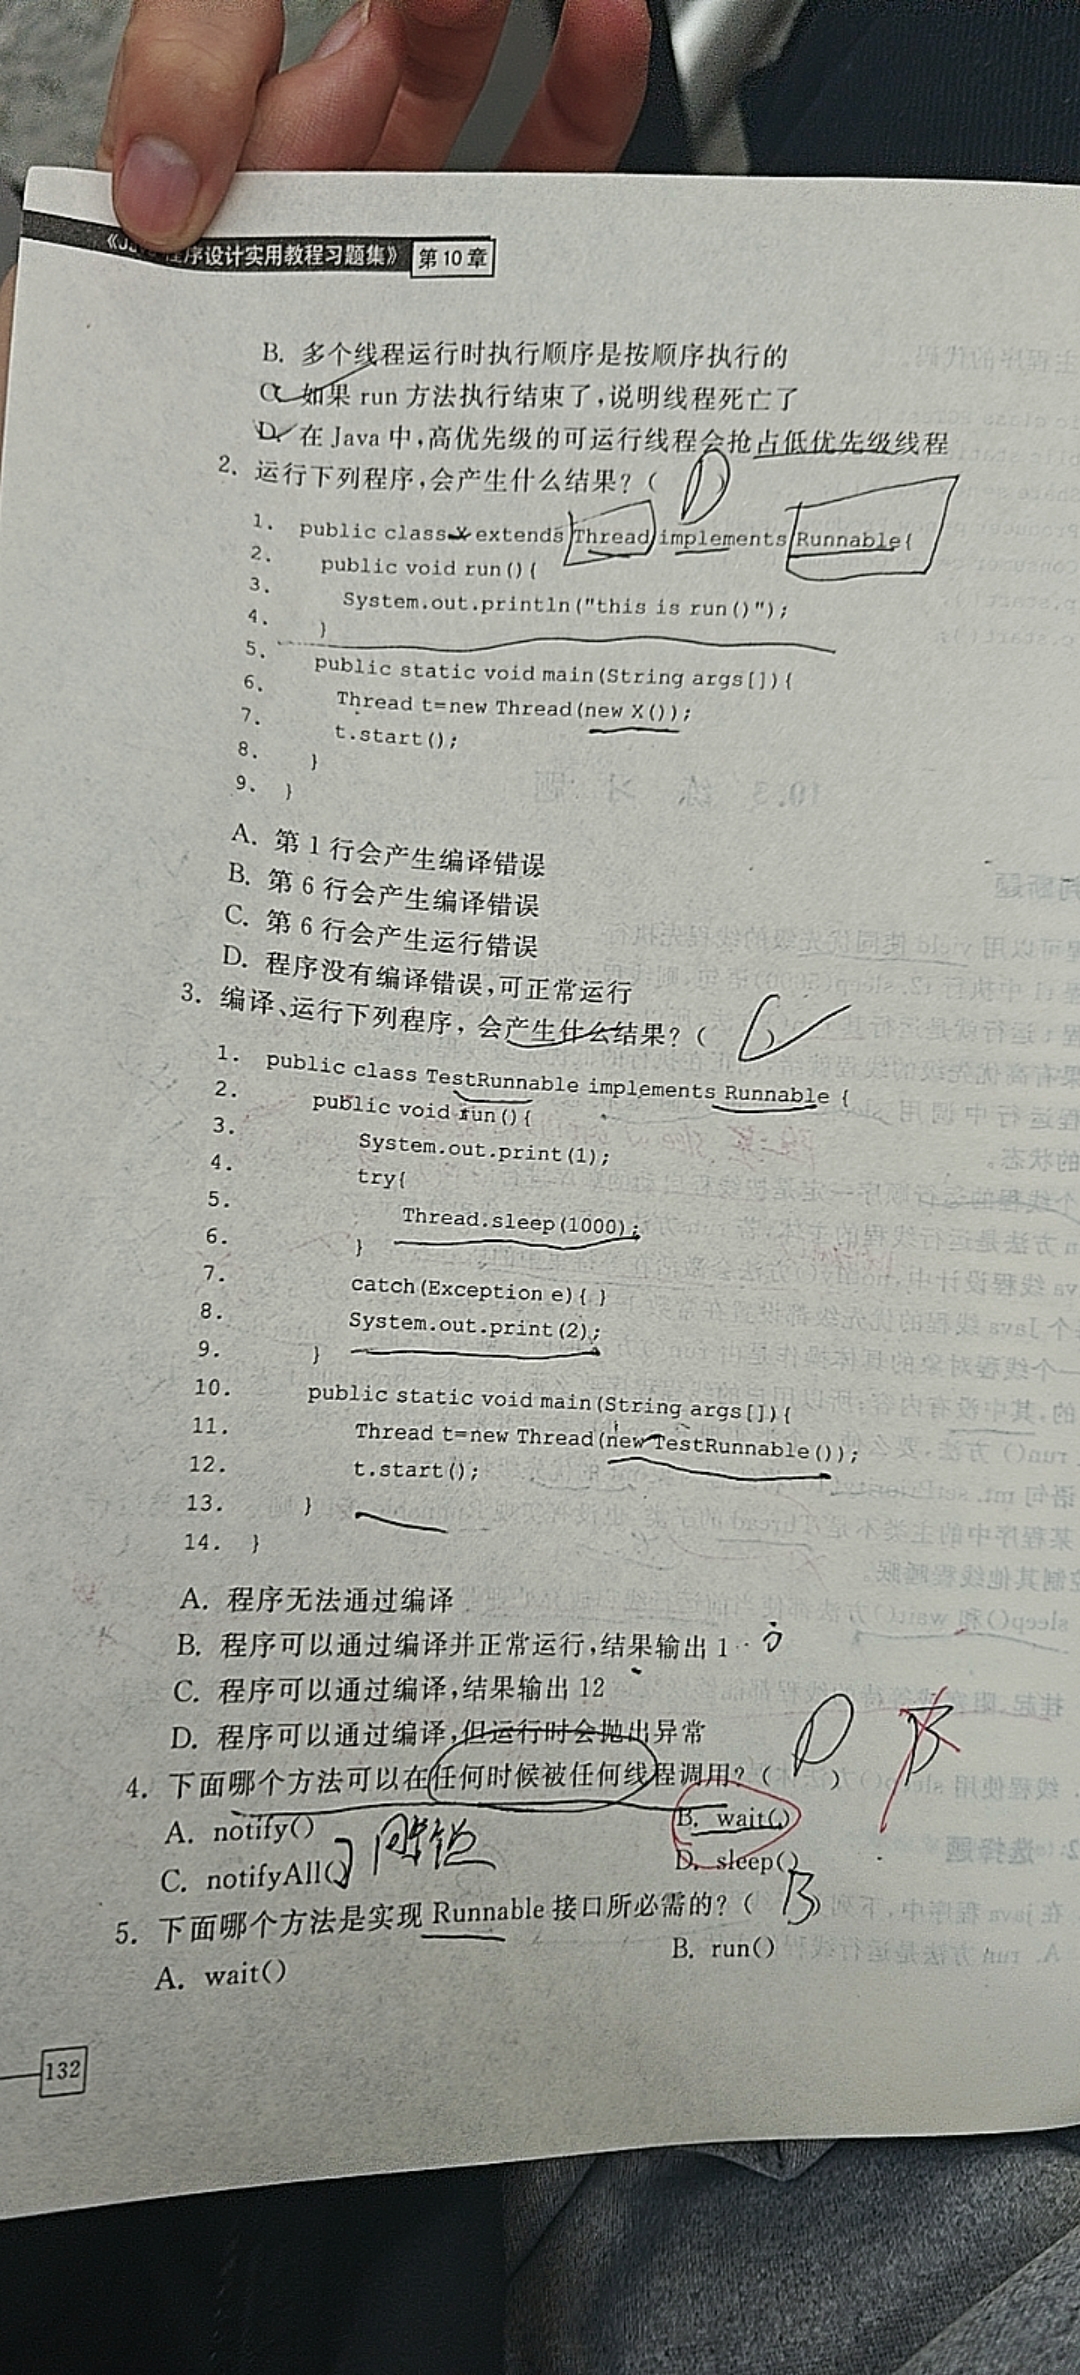 程序设计实用教程习题集》 第10章
B. 多个线程运行时执行顺序是按顺序执行的
C. 如果 run 方法执行结束了,说明线程死亡了
D. 在 Java 中,高优先级的可运行线程会抢占低优先级线程
2. 运行下列程序,会产生什么结果? ( D )
1. public class X extends Thread implements Runnable{
2. public void run(){
3. System.out.println("this is run()");
4. }
5. public static void main(String args[]){
6. Thread t=new Thread(new X());
7. t.start();
8. }
9. }
A. 第 1 行会产生编译错误
B. 第 6 行会产生编译错误
C. 第 6 行会产生运行错误
D. 程序没有编译错误,可正常运行
3. 编译、运行下列程序, 会产生什么结果? ( )
1. public class TestRunnable implements Runnable {
2. public void run(){
3. System.out.print(1);
4. try{
5. Thread.sleep(1000);
6. }
7. catch(Exception e){ }
8. System.out.print(2);
9. }
10. public static void main(String args[]){
11. Thread t=new Thread(new TestRunnable());
12. t.start();
13. }
14. }
A. 程序无法通过编译
B. 程序可以通过编译并正常运行,结果输出 1
C. 程序可以通过编译,结果输出 12
D. 程序可以通过编译,但运行时会抛出异常
4. 下面哪个方法可以在任何时候被任何线程调用? ( D ) B
A. notify() B. wait()
C. notifyAll() D. sleep()
5. 下面哪个方法是实现 Runnable 接口所必需的? ( B
A. wait() B. run()
132